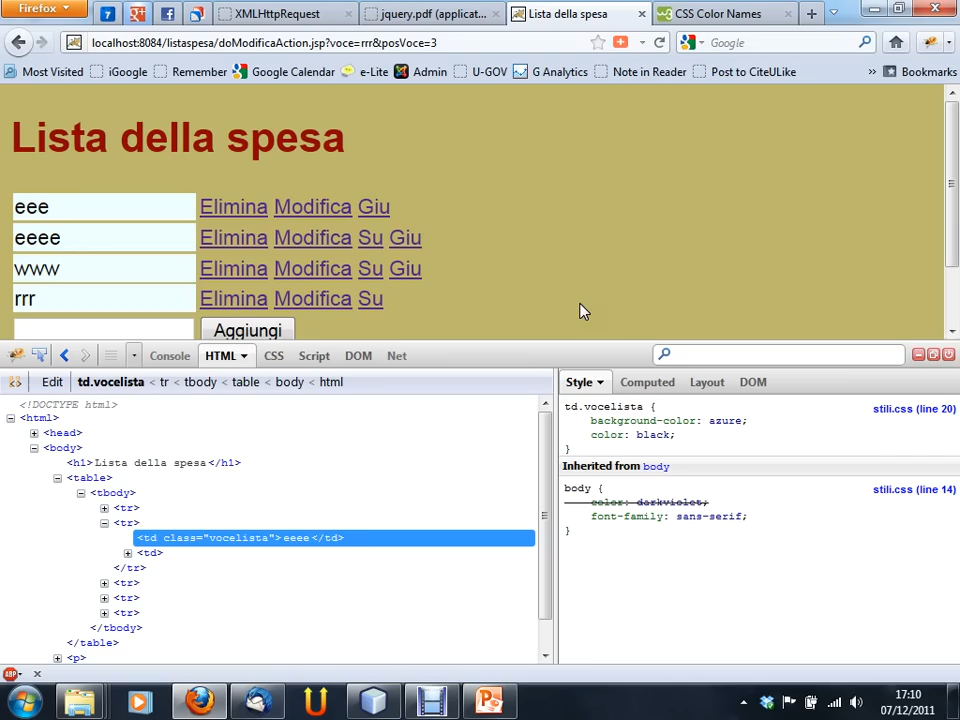 Firefox
7
XMLHttpRequest
jquery.pdf (applicat...
Lista della spesa
CSS Color Names
localhost:8084/listaspesa/doModificaAction.jsp?voce=rrr&posVoce=3
Google
Most Visited
iGoogle
Remember
Google Calendar
e-Lite
Admin
U-GOV
G Analytics
Note in Reader
Post to CiteULike
»
Bookmarks
Lista della spesa
eee Elimina Modifica Giu
eeee Elimina Modifica Su Giu
www Elimina Modifica Su Giu
rrr Elimina Modifica Su
Aggiungi
Console HTML CSS Script DOM Net
Edit td.vocelista < tr < tbody < table < body < html
<!DOCTYPE html>
<html>
<head>
<body>
<h1>Lista della spesa</h1>
<table>
<tbody>
<tr>
<tr>
<td class="vocelista">eeee</td>
<td>
</tr>
<tr>
<tr>
<tr>
</tbody>
</table>
<p>
Style Computed Layout DOM
td.vocelista { stili.css (line 20)
background-color: azure;
color: black;
}
Inherited from body
body { stili.css (line 14)
color: darkviolet;
font-family: sans-serif;
}
ABP
17:10
07/12/2011